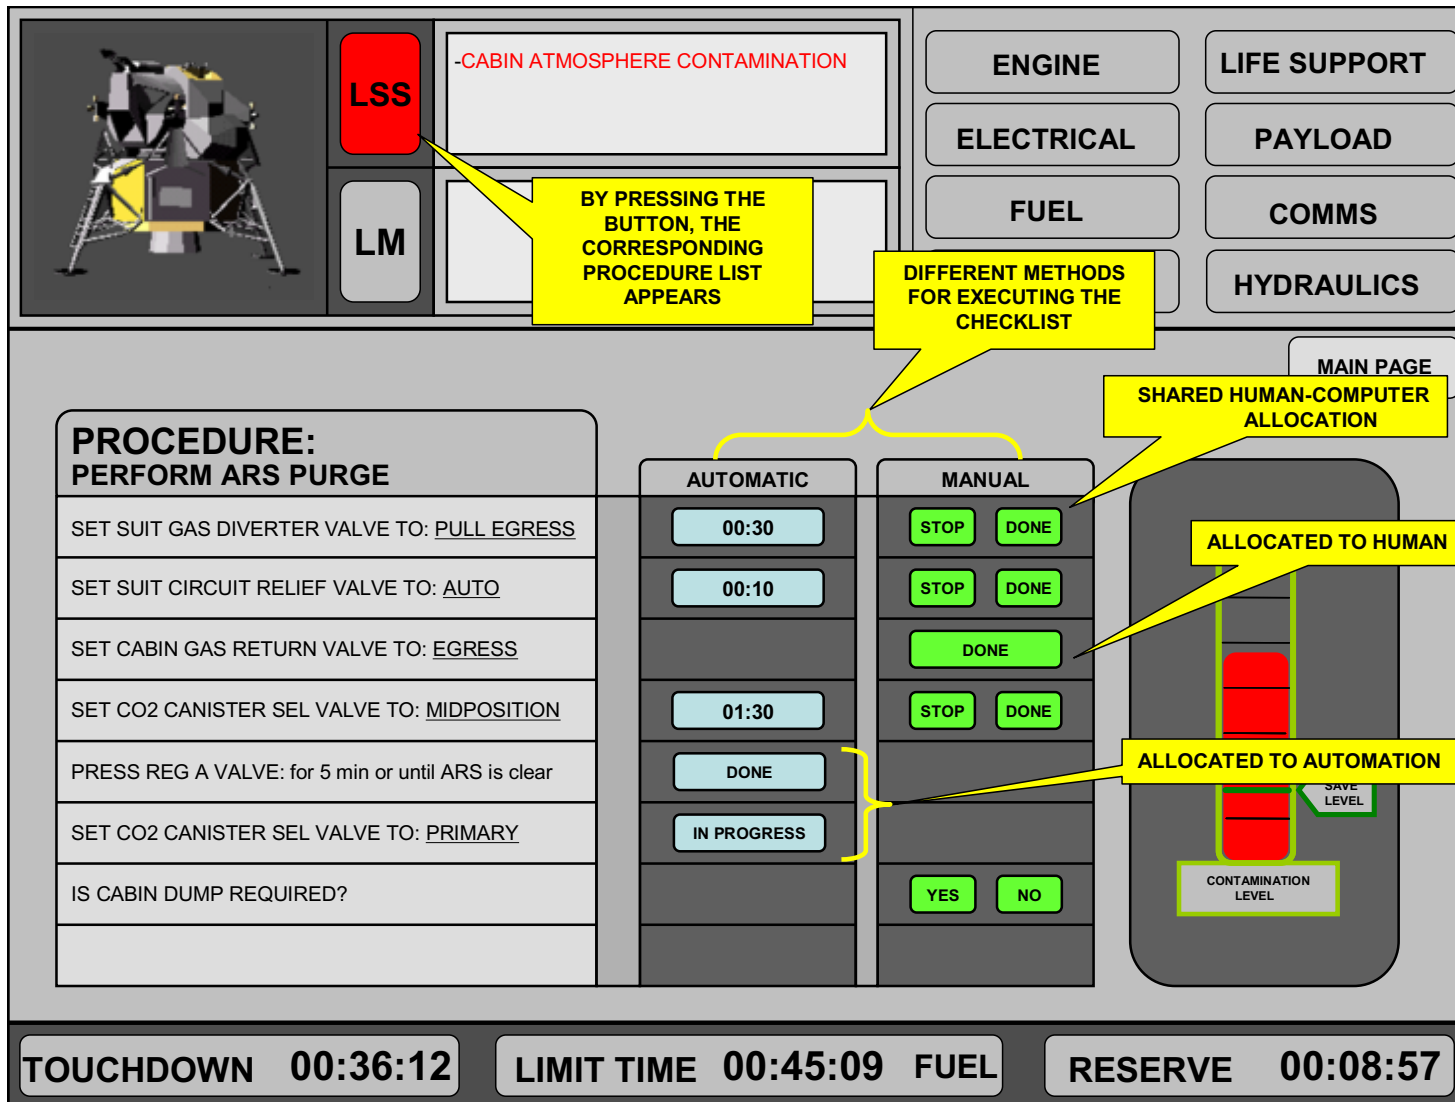 LSS
-CABIN ATMOSPHERE CONTAMINATION
LM
BY PRESSING THE
BUTTON, THE
CORRESPONDING
PROCEDURE LIST
APPEARS
ENGINE
LIFE SUPPORT
ELECTRICAL
PAYLOAD
FUEL
COMMS
HYDRAULICS
DIFFERENT METHODS
FOR EXECUTING THE
CHECKLIST
MAIN PAGE
SHARED HUMAN-COMPUTER
ALLOCATION
PROCEDURE:
PERFORM ARS PURGE
AUTOMATIC
MANUAL
SET SUIT GAS DIVERTER VALVE TO: PULL EGRESS
00:30
STOP
DONE
ALLOCATED TO HUMAN
SET SUIT CIRCUIT RELIEF VALVE TO: AUTO
00:10
STOP
DONE
SET CABIN GAS RETURN VALVE TO: EGRESS
DONE
SET CO2 CANISTER SEL VALVE TO: MIDPOSITION
01:30
STOP
DONE
PRESS REG A VALVE: for 5 min or until ARS is clear
DONE
ALLOCATED TO AUTOMATION
SAVE
LEVEL
SET CO2 CANISTER SEL VALVE TO: PRIMARY
IN PROGRESS
IS CABIN DUMP REQUIRED?
YES
NO
CONTAMINATION
LEVEL
TOUCHDOWN 00:36:12
LIMIT TIME 00:45:09 FUEL
RESERVE 00:08:57